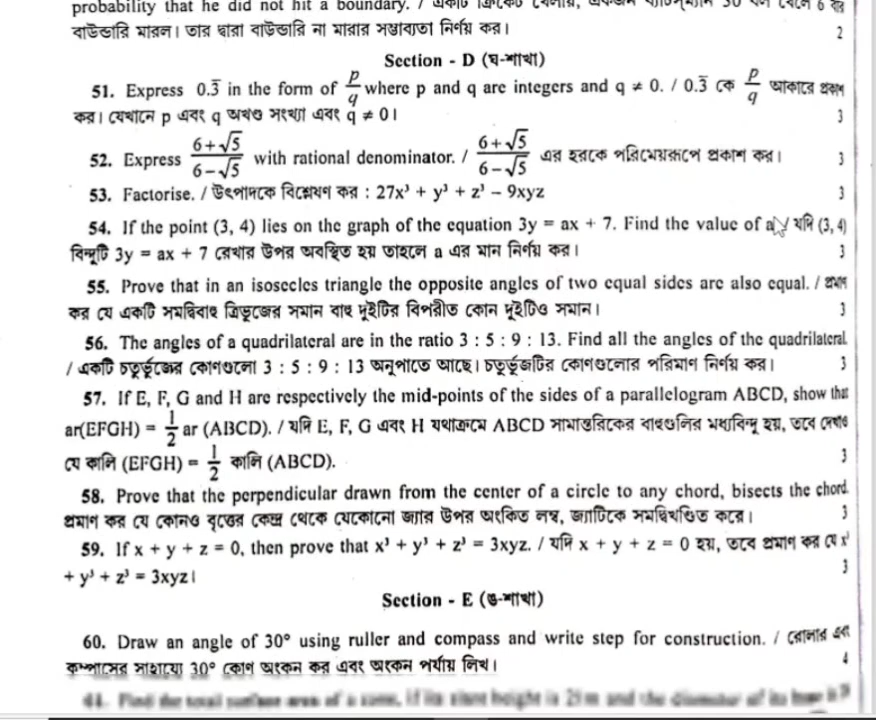 probability that he did not hit a boundary. /
বাউন্ডারি মারল। তার দ্বারা বাউন্ডারি না মারার সম্ভাব্যতা নির্ণয় কর। 2
Section - D (ঘ-শাখা)
51. Express 0.3̅ in the form of p/q where p and q are integers and q ≠ 0. / 0.3̅ কে p/q আকারে প্রকাশ
কর। যেখানে p এবং q অখণ্ড সংখ্যা এবং q ≠ 0। 3
52. Express (6+√5)/(6−√5) with rational denominator. / (6+√5)/(6−√5) এর হরকে পরিমেয়রূপে প্রকাশ কর। 3
53. Factorise. / উৎপাদকে বিশ্লেষণ কর : 27x³ + y³ + z³ − 9xyz 3
54. If the point (3, 4) lies on the graph of the equation 3y = ax + 7. Find the value of a. / যদি (3, 4)
বিন্দুটি 3y = ax + 7 রেখার উপর অবস্থিত হয় তাহলে a এর মান নির্ণয় কর। 3
55. Prove that in an isosceles triangle the opposite angles of two equal sides are also equal. / প্রমাণ
কর যে একটি সমদ্বিবাহু ত্রিভুজের সমান বাহু দুইটির বিপরীত কোন দুইটিও সমান। 3
56. The angles of a quadrilateral are in the ratio 3 : 5 : 9 : 13. Find all the angles of the quadrilateral.
/ একটি চতুর্ভুজের কোণগুলো 3 : 5 : 9 : 13 অনুপাতে আছে। চতুর্ভুজটির কোণগুলোর পরিমাণ নির্ণয় কর। 3
57. If E, F, G and H are respectively the mid-points of the sides of a parallelogram ABCD, show that
ar(EFGH) = 1/2 ar (ABCD). / যদি E, F, G এবং H যথাক্রমে ABCD সামান্তরিকের বাহুগুলির মধ্যবিন্দু হয়, তবে দেখাও
যে কালি (EFGH) = 1/2 কালি (ABCD). 3
58. Prove that the perpendicular drawn from the center of a circle to any chord, bisects the chord.
প্রমাণ কর যে কোনও বৃত্তের কেন্দ্র থেকে যেকোনো জ্যার উপর অংকিত লম্ব, জ্যাটিকে সমদ্বিখণ্ডিত করে। 3
59. If x + y + z = 0, then prove that x³ + y³ + z³ = 3xyz. / যদি x + y + z = 0 হয়, তবে প্রমাণ কর যে x³
+ y³ + z³ = 3xyz। 3
Section - E (ঙ-শাখা)
60. Draw an angle of 30° using ruller and compass and write step for construction. / রোলার এবং
কম্পাসের সাহায্যে 30° কোণ অংকন কর এবং অংকন পর্যায় লিখ। 4